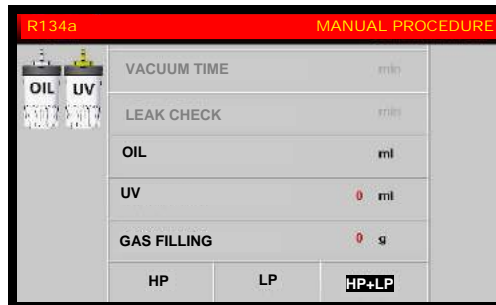 R134a MANUAL PROCEDURE
OIL UV
VACUUM TIME min
LEAK CHECK min
OIL ml
UV 0 ml
GAS FILLING 0 g
HP LP HP+LP